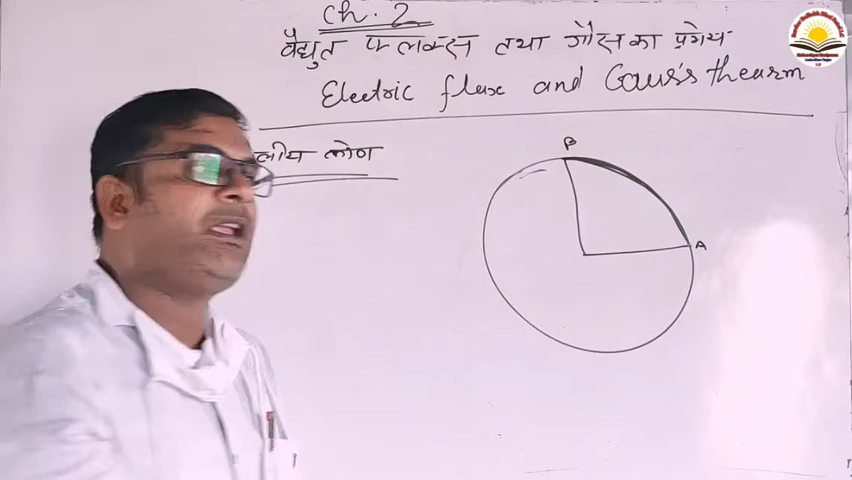 ch. 2
वैद्युत फ्लक्स तथा गौस का प्रमेय
Electric flux and Gauss's thearm
लीय कोण
B
A